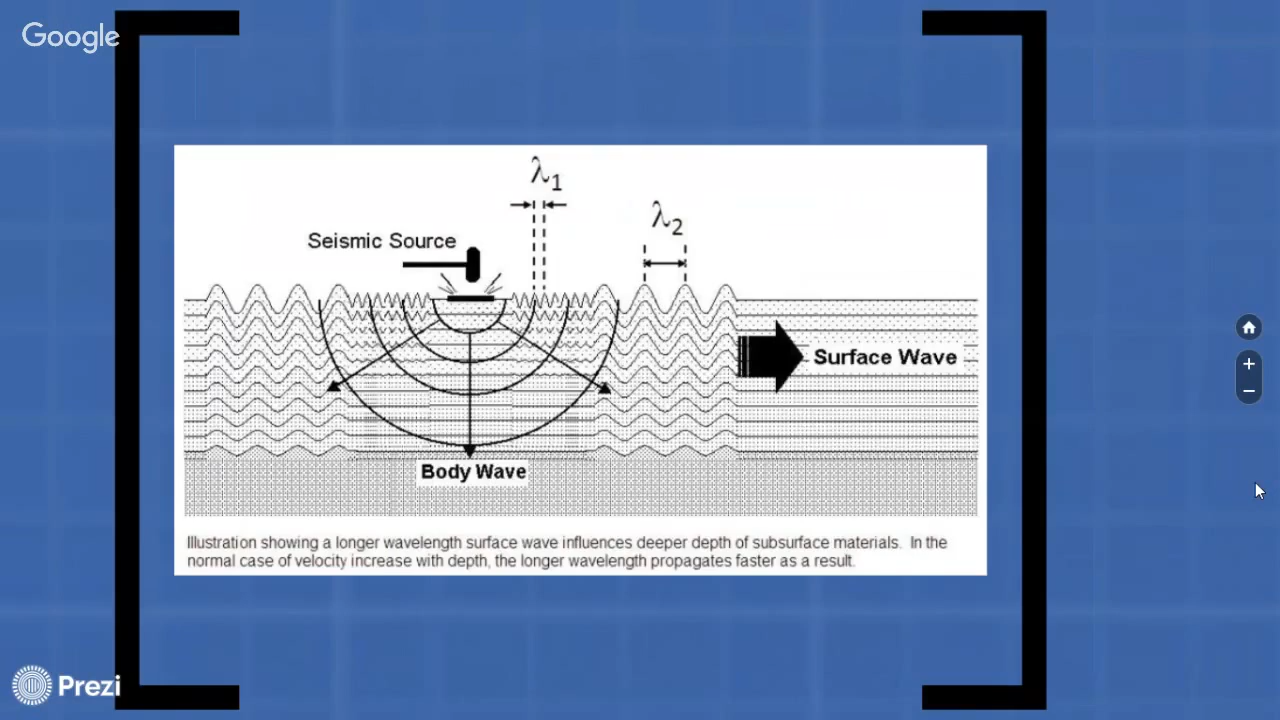 Google
λ1
λ2
Seismic Source
Surface Wave
Body Wave
Illustration showing a longer wavelength surface wave influences deeper depth of subsurface materials. In the
normal case of velocity increase with depth, the longer wavelength propagates faster as a result.
Prezi